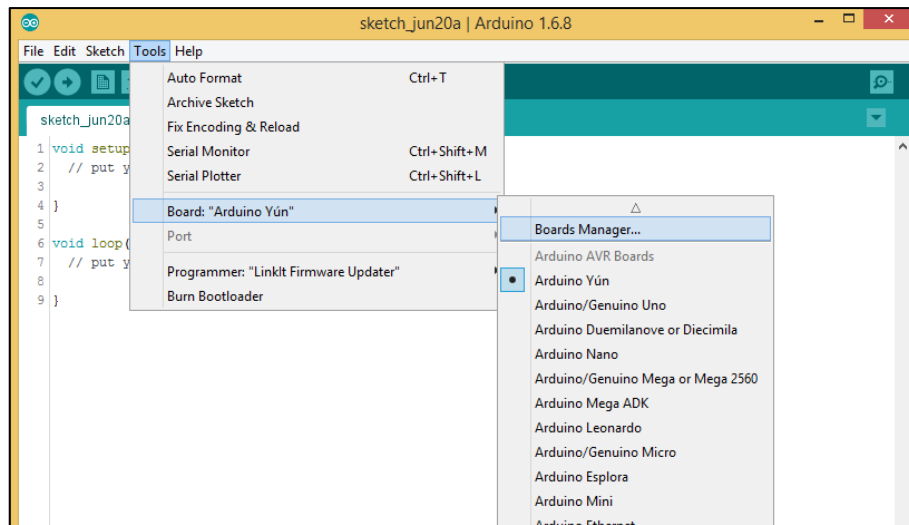 sketch_jun20a | Arduino 1.6.8
File Edit Sketch Tools Help
sketch_jun20a
Auto Format Ctrl+T
Archive Sketch
Fix Encoding & Reload
Serial Monitor Ctrl+Shift+M
Serial Plotter Ctrl+Shift+L
Board: "Arduino Yún"
Port
Programmer: "LinkIt Firmware Updater"
Burn Bootloader
1 void setup
2 // put y
3
4 }
5
6 void loop(
7 // put y
8
9 }
Boards Manager...
Arduino AVR Boards
Arduino Yún
Arduino/Genuino Uno
Arduino Duemilanove or Diecimila
Arduino Nano
Arduino/Genuino Mega or Mega 2560
Arduino Mega ADK
Arduino Leonardo
Arduino/Genuino Micro
Arduino Esplora
Arduino Mini
Arduino Ethernet